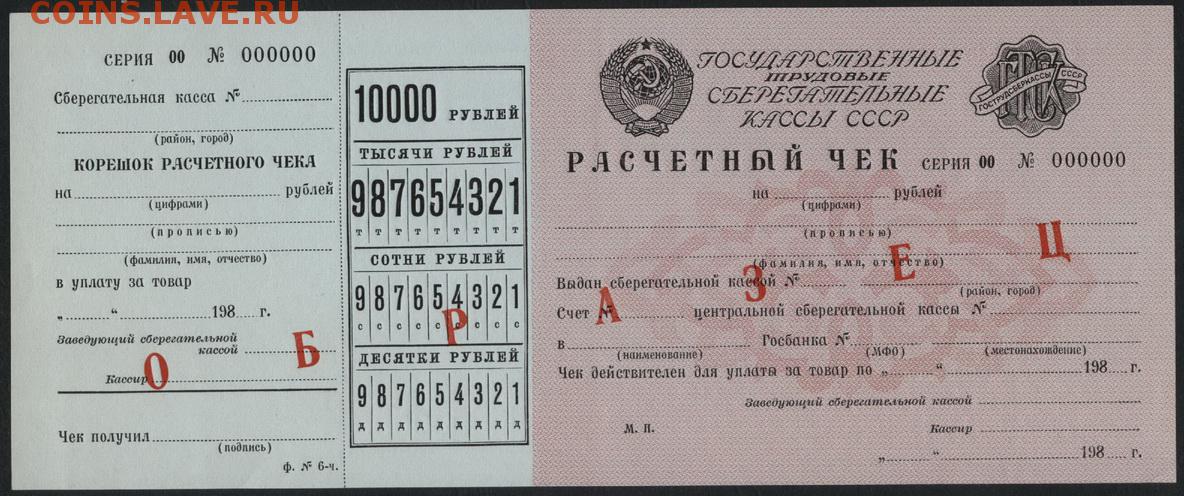 COINS.LAVE.RU
СЕРИЯ 00 № 000000
Сберегательная касса №
(район, город)
КОРЕШОК РАСЧЕТНОГО ЧЕКА
на рублей
(цифрами)
(прописью)
(фамилия, имя, отчество)
в уплату за товар
„ “ 198 г.
Заведующий сберегательной
кассой
Кассир
Чек получил
(подпись)
ф. № 6-ч.
10000 РУБЛЕЙ
ТЫСЯЧИ РУБЛЕЙ
9 8 7 6 5 4 3 2 1
т т т т т т т т т
СОТНИ РУБЛЕЙ
9 8 7 6 5 4 3 2 1
с с с с с с с с с
ДЕСЯТКИ РУБЛЕЙ
9 8 7 6 5 4 3 2 1
д д д д д д д д д
ГОСУДАРСТВЕННЫЕ
ТРУДОВЫЕ
СБЕРЕГАТЕЛЬНЫЕ
КАССЫ СССР
ГТСК
ГОСТРУДСБЕРКАССЫ СССР
РАСЧЕТНЫЙ ЧЕК СЕРИЯ 00 № 000000
на рублей
(цифрами)
(прописью)
(фамилия, имя, отчество)
Выдан сберегательной кассой №
(район, город)
Счет № центральной сберегательной кассы №
в Госбанка №
(наименование) (МФО) (местонахождение)
Чек действителен для уплаты за товар по „ “ 198 г.
Заведующий сберегательной кассой
М. П. Кассир
„ “ 198 г.
О Б Р А З Е Ц